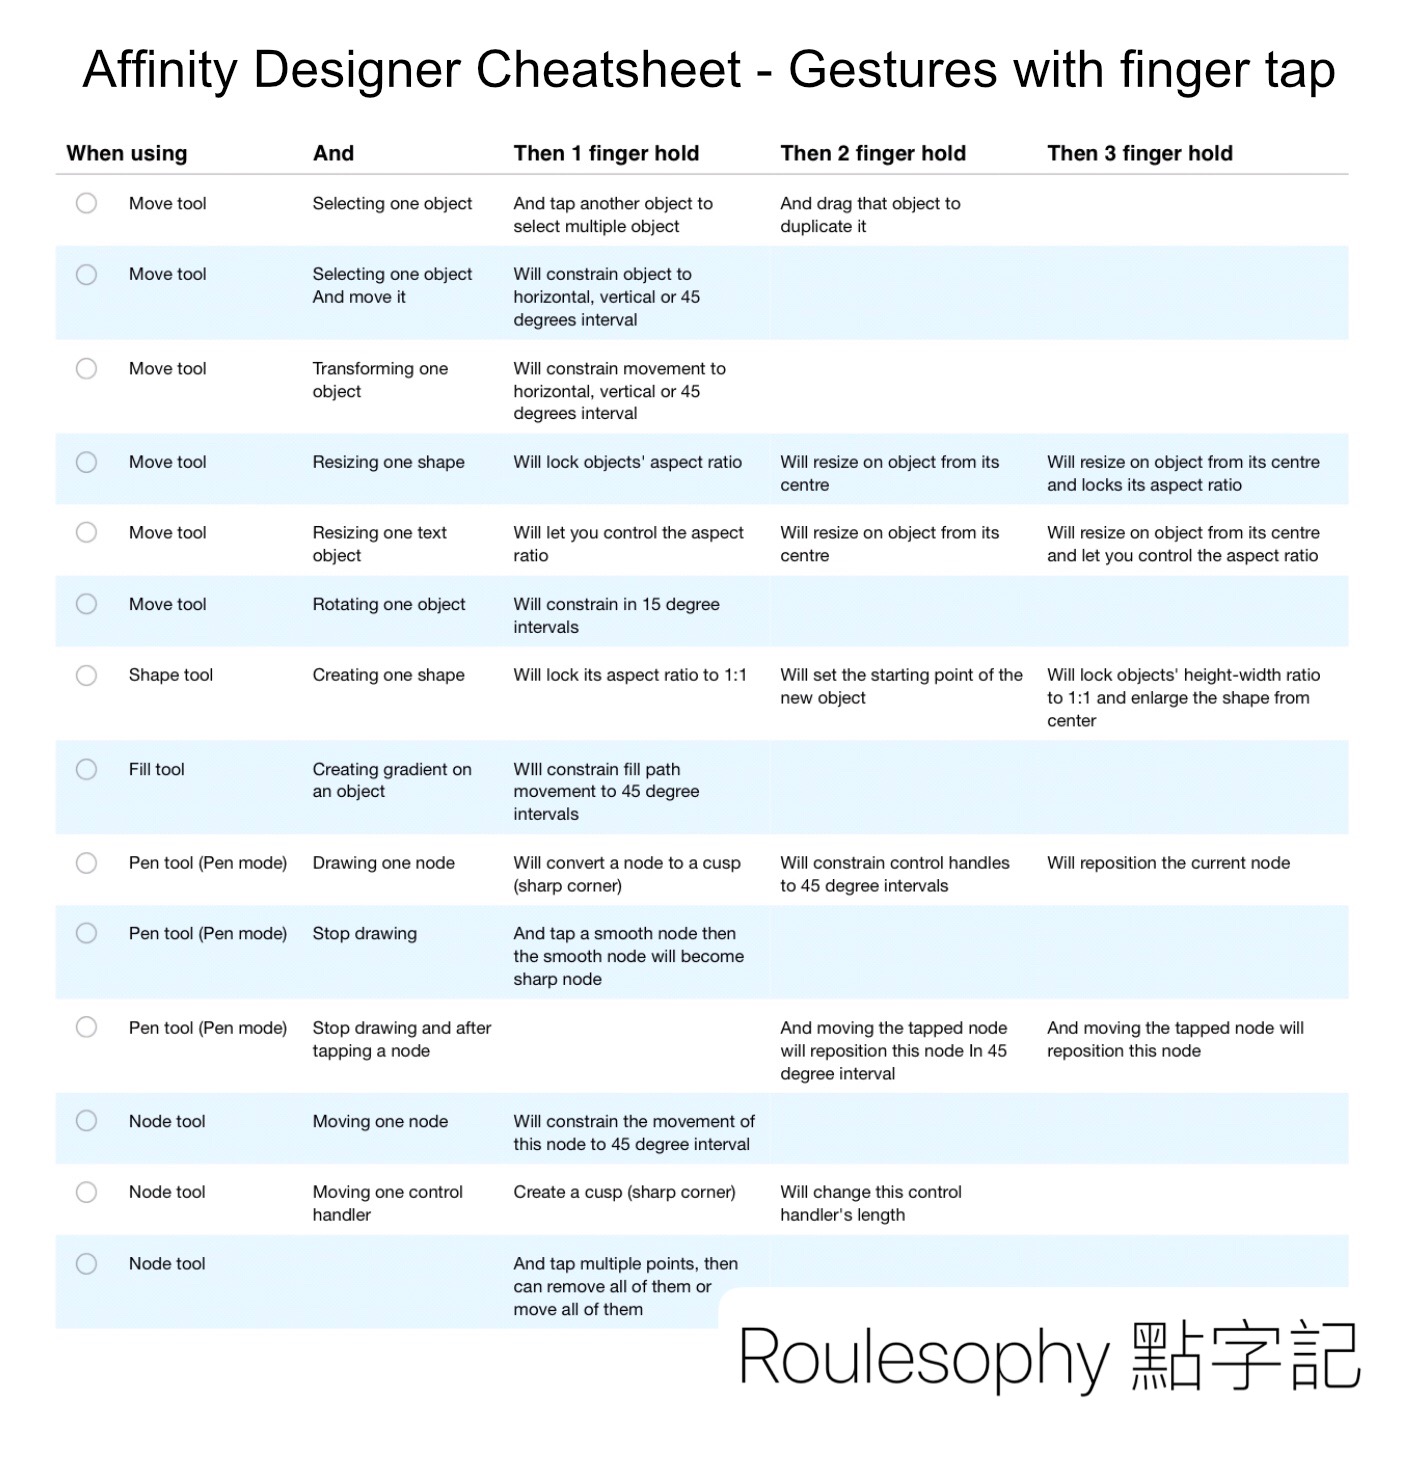 Affinity Designer Cheatsheet - Gestures with finger tap
When using And Then 1 finger hold Then 2 finger hold Then 3 finger hold
Move tool Selecting one object And tap another object to And drag that object to
select multiple object duplicate it
Move tool Selecting one object Will constrain object to
And move it horizontal, vertical or 45
degrees interval
Move tool Transforming one Will constrain movement to
object horizontal, vertical or 45
degrees interval
Move tool Resizing one shape Will lock objects' aspect ratio Will resize on object from its Will resize on object from its centre
centre and locks its aspect ratio
Move tool Resizing one text Will let you control the aspect Will resize on object from its Will resize on object from its centre
object ratio centre and let you control the aspect ratio
Move tool Rotating one object Will constrain in 15 degree
intervals
Shape tool Creating one shape Will lock its aspect ratio to 1:1 Will set the starting point of the Will lock objects' height-width ratio
new object to 1:1 and enlarge the shape from
center
Fill tool Creating gradient on WIll constrain fill path
an object movement to 45 degree
intervals
Pen tool (Pen mode) Drawing one node Will convert a node to a cusp Will constrain control handles Will reposition the current node
(sharp corner) to 45 degree intervals
Pen tool (Pen mode) Stop drawing And tap a smooth node then
the smooth node will become
sharp node
Pen tool (Pen mode) Stop drawing and after And moving the tapped node And moving the tapped node will
tapping a node will reposition this node In 45 reposition this node
degree interval
Node tool Moving one node Will constrain the movement of
this node to 45 degree interval
Node tool Moving one control Create a cusp (sharp corner) Will change this control
handler handler's length
Node tool And tap multiple points, then
can remove all of them or
move all of them
Roulesophy 點字記